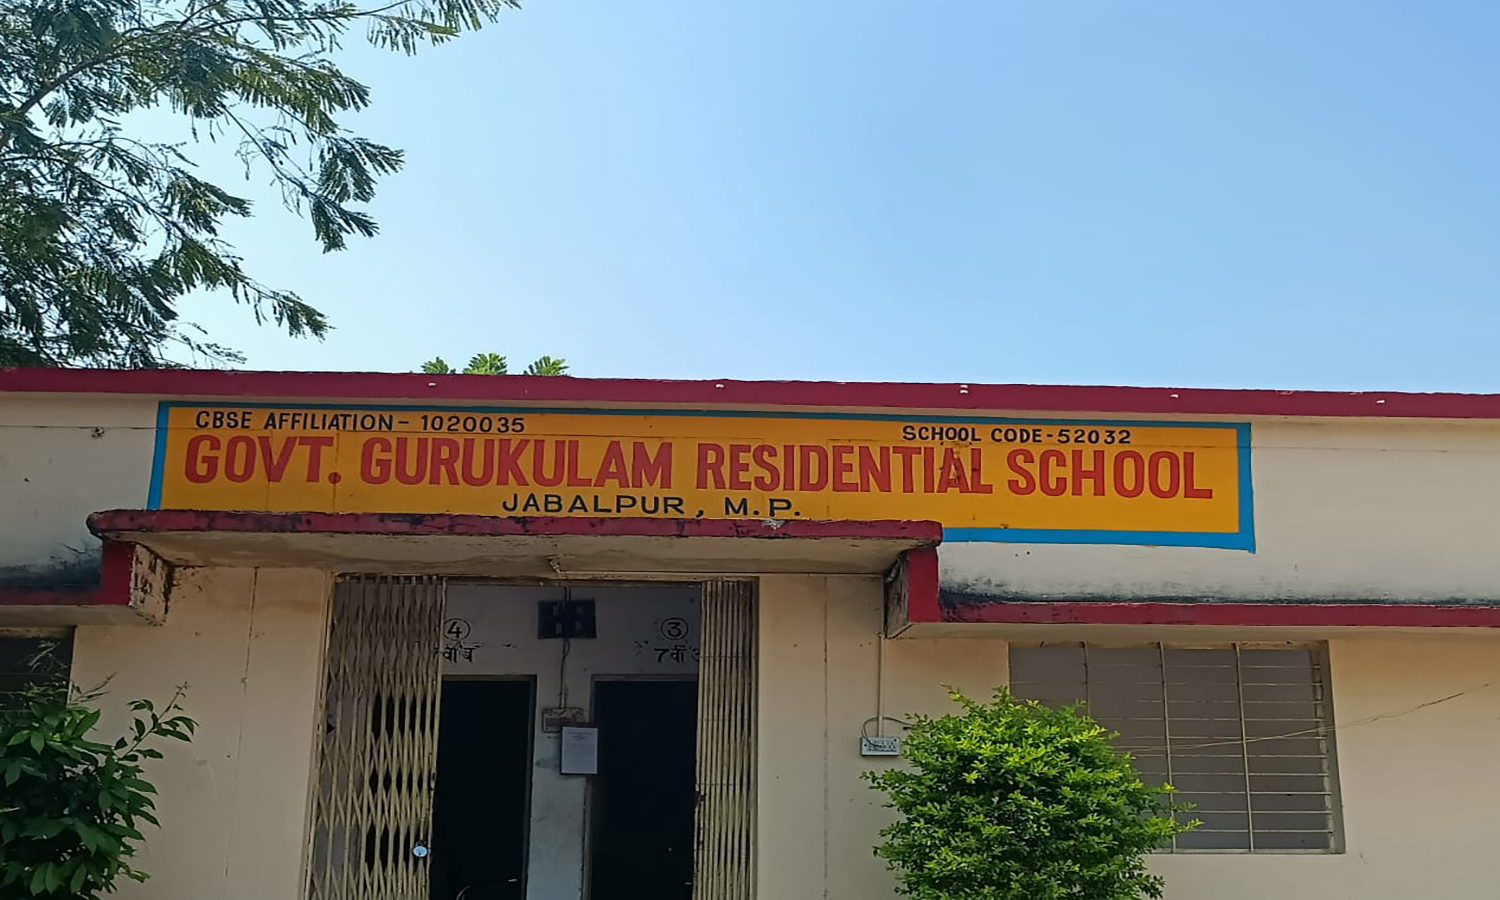 CBSE AFFILIATION - 1020035
SCHOOL CODE - 52032
GOVT. GURUKULAM RESIDENTIAL SCHOOL
JABALPUR, M.P.
4
3
7वीं